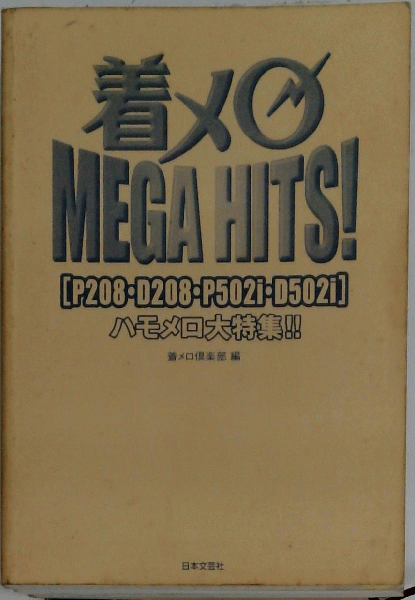 着メロ
MEGA HITS!
[P208・D208・P502i・D502i]
ハモメロ大特集!!
着メロ倶楽部 編
日本文芸社